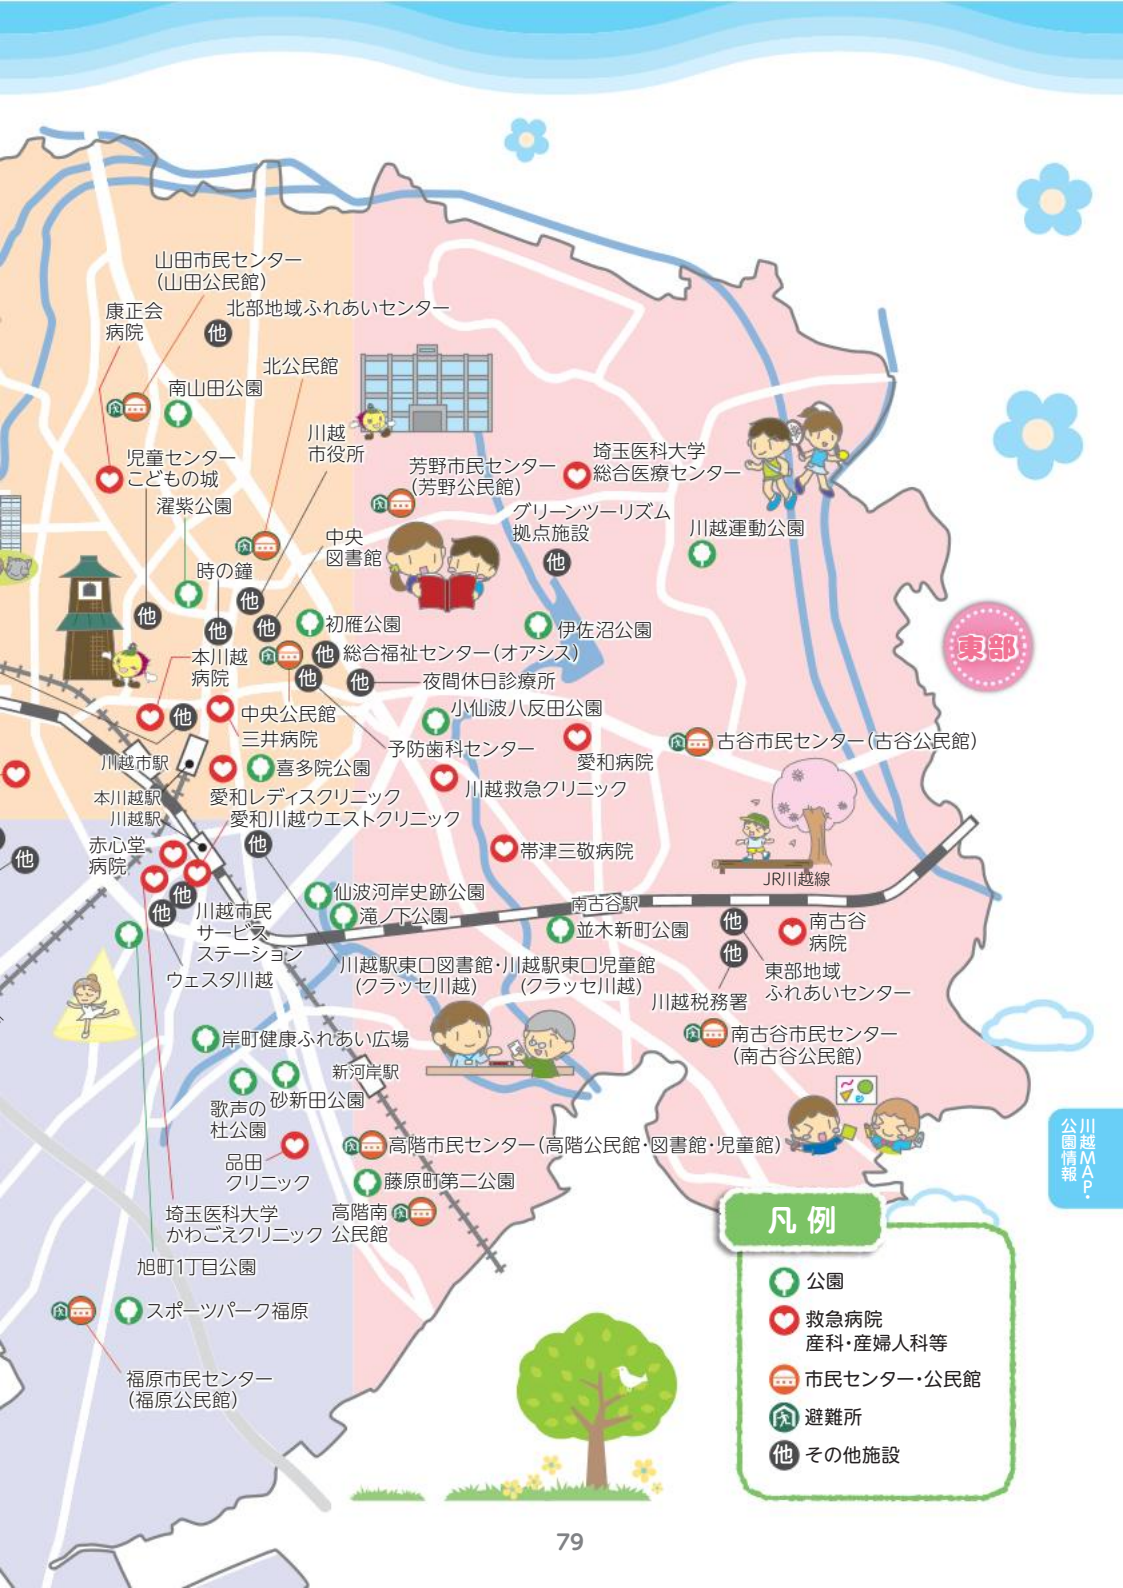 山田市民センター
(山田公民館)
康正会
病院
北部地域ふれあいセンター
他
北公民館
南山田公園
川越
市役所
児童センター
こどもの城
濯紫公園
芳野市民センター
(芳野公民館)
埼玉医科大学
総合医療センター
グリーンツーリズム
拠点施設
他
川越運動公園
中央
図書館
時の鐘
他
他
他
他
初雁公園
伊佐沼公園
東部
本川越
病院
他
総合福祉センター(オアシス)
他
他
夜間休日診療所
他
中央公民館
三井病院
小仙波八反田公園
予防歯科センター
愛和病院
古谷市民センター(古谷公民館)
川越市駅
喜多院公園
川越救急クリニック
本川越駅
川越駅
愛和レディスクリニック
愛和川越ウエストクリニック
赤心堂
病院
他
他
帯津三敬病院
JR川越線
他
他
川越市民
サービス
ステーション
仙波河岸史跡公園
滝ノ下公園
南古谷駅
並木新町公園
他
他
南古谷
病院
ウェスタ川越
川越駅東口図書館・川越駅東口児童館
(クラッセ川越)
(クラッセ川越)
東部地域
ふれあいセンター
川越税務署
岸町健康ふれあい広場
南古谷市民センター
(南古谷公民館)
新河岸駅
歌声の
杜公園
砂新田公園
川越MAP・
公園情報
品田
クリニック
高階市民センター(高階公民館・図書館・児童館)
藤原町第二公園
埼玉医科大学
かわごえクリニック
高階南
公民館
旭町1丁目公園
スポーツパーク福原
福原市民センター
(福原公民館)
凡例
公園
救急病院
産科・産婦人科等
市民センター・公民館
避難所
他
その他施設
79